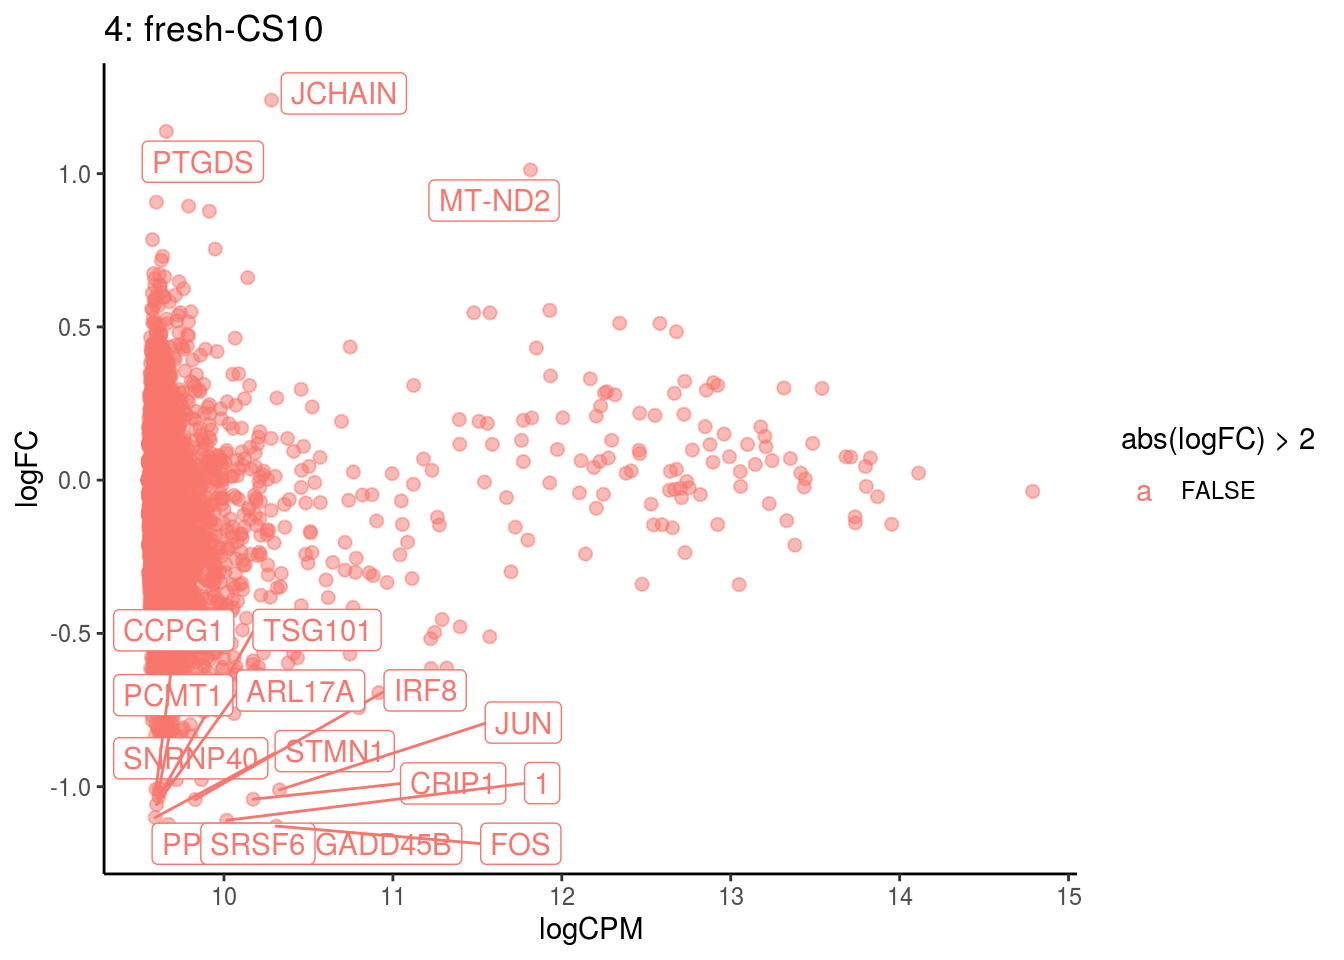 4: fresh-CS10
JCHAIN
PTGDS
MT-ND2
1.0
0.5
0.0
-0.5
-1.0
logFC
CCPG1
TSG101
PCMT1
ARL17A
IRF8
JUN
SNRNP40
STMN1
CRIP1
1
SRSF6
GADD45B
FOS
10
11
12
13
14
15
logCPM
abs(logFC) > 2
a FALSE